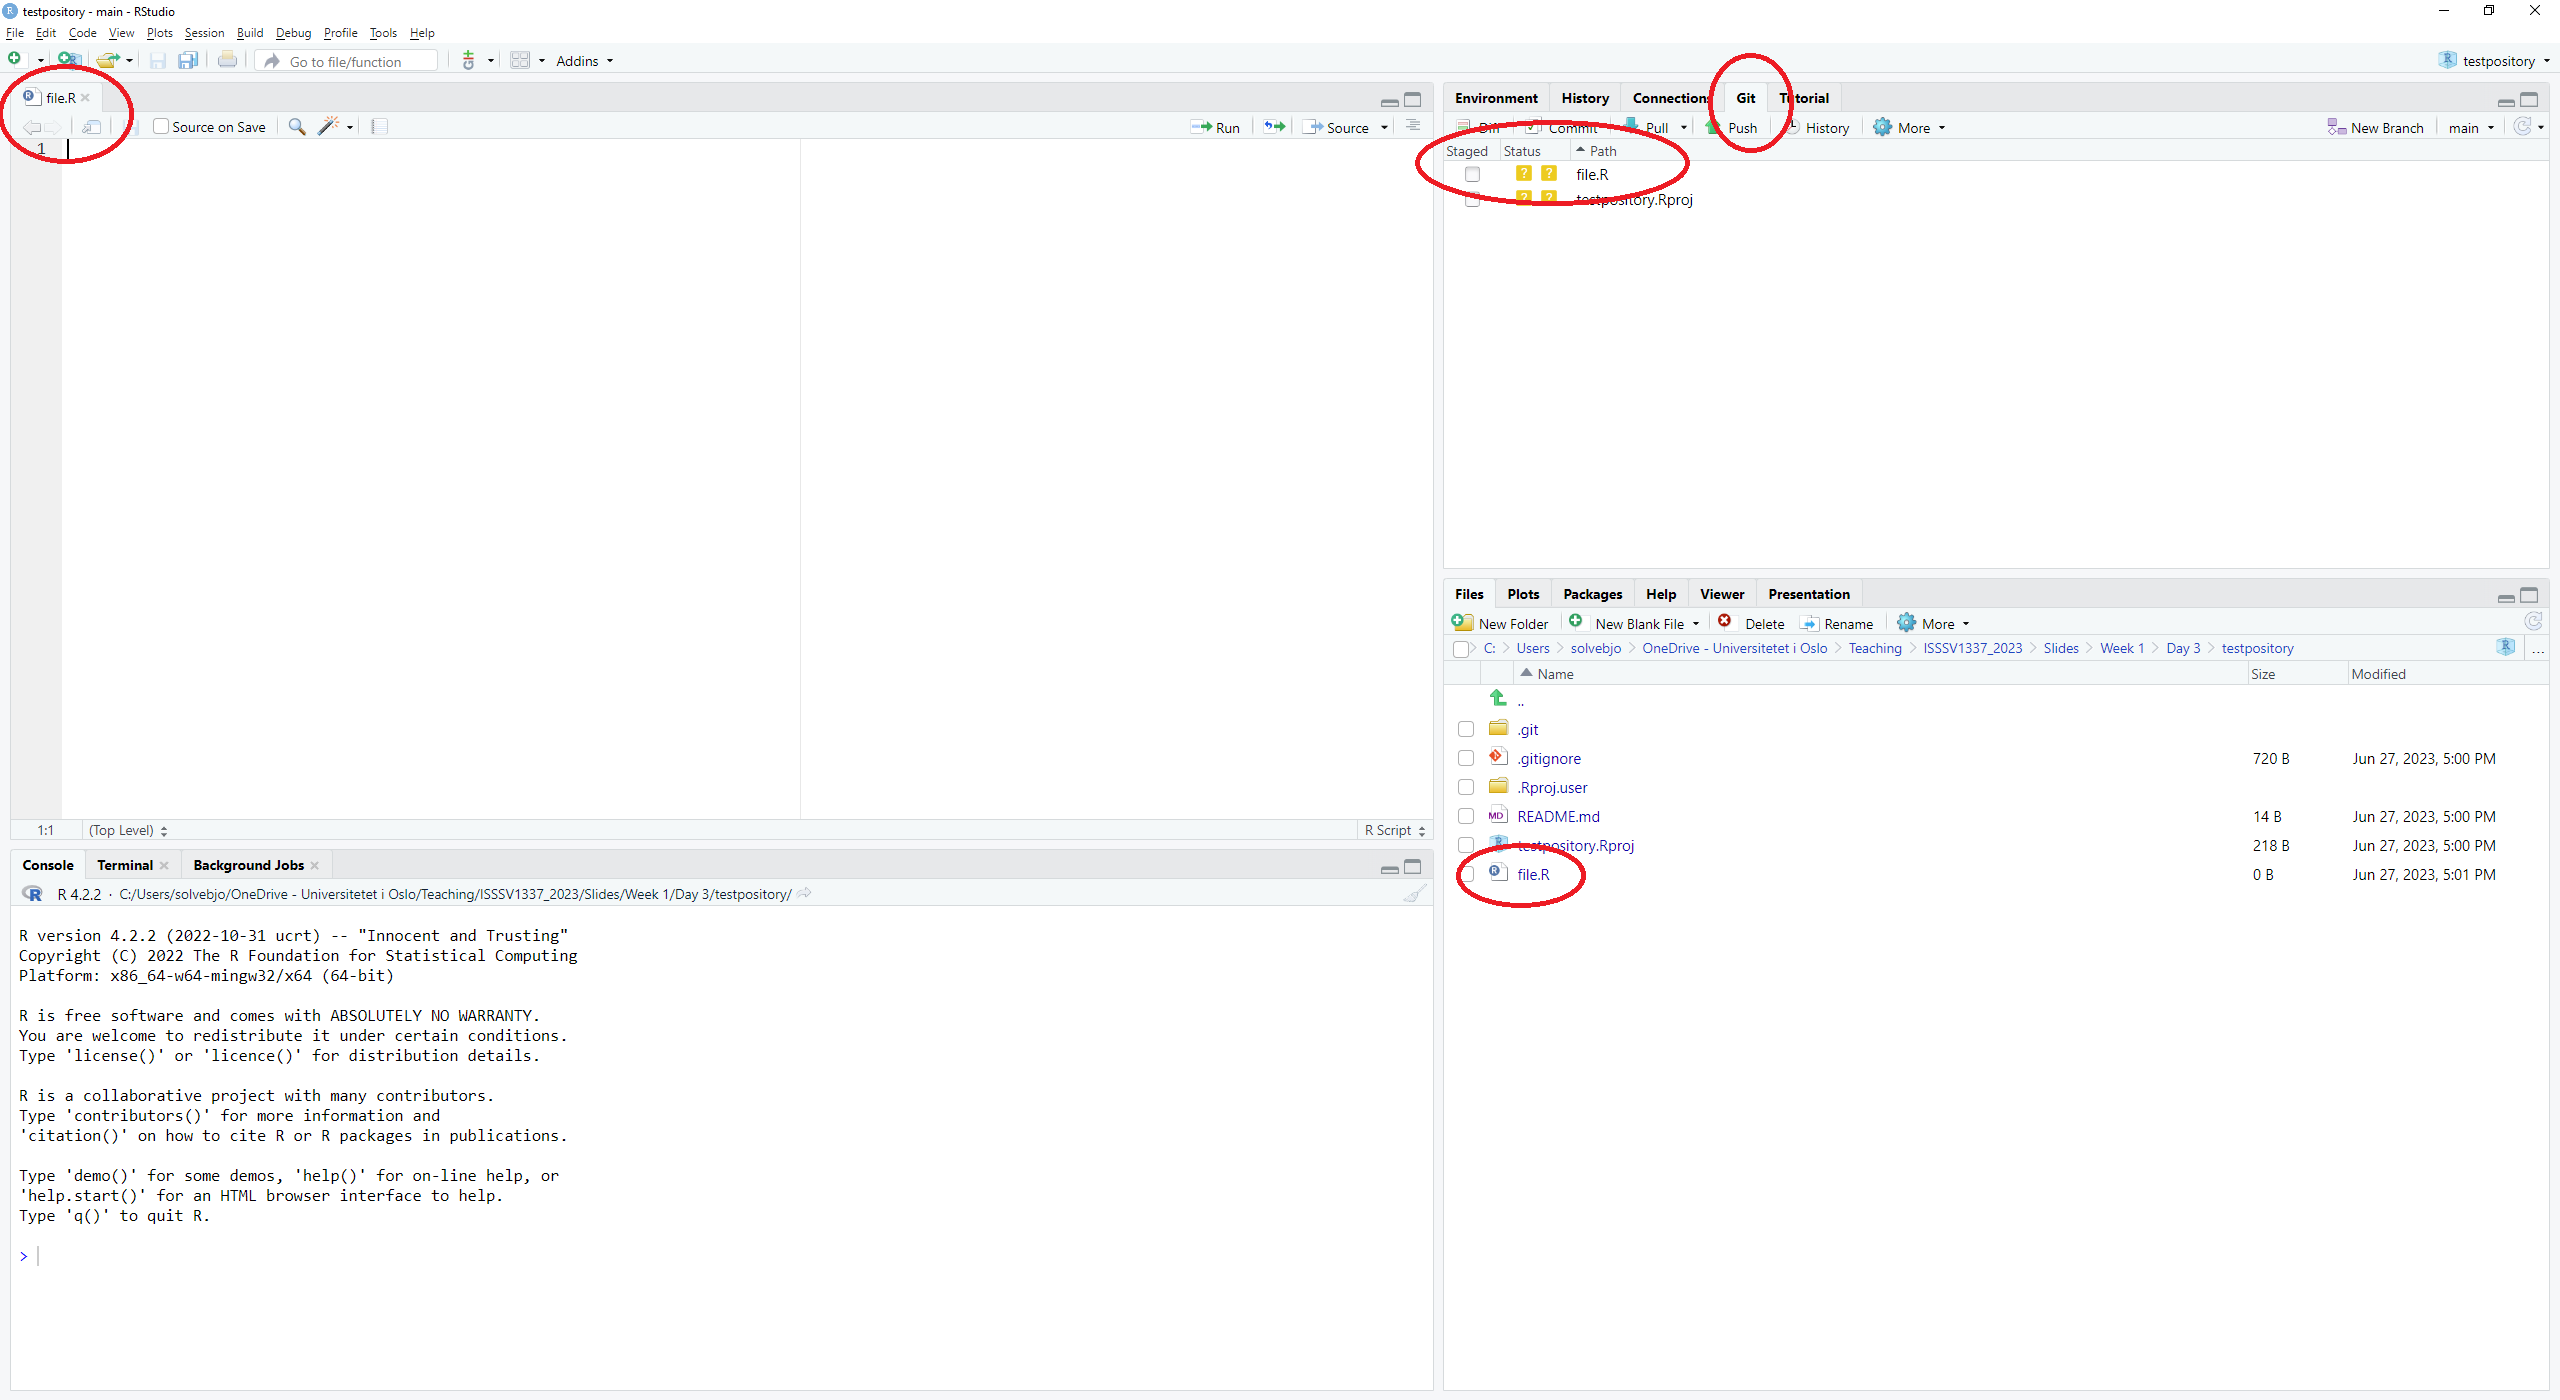 testpository - main - RStudio
File Edit Code View Plots Session Build Debug Profile Tools Help
Go to file/function Addins testpository
file.R
Source on Save Run Source
1
1:1 (Top Level) R Script
Console Terminal Background Jobs
R 4.2.2 · C:/Users/solvebjo/OneDrive - Universitetet i Oslo/Teaching/ISSSV1337_2023/Slides/Week 1/Day 3/testpository/
R version 4.2.2 (2022-10-31 ucrt) -- "Innocent and Trusting"
Copyright (C) 2022 The R Foundation for Statistical Computing
Platform: x86_64-w64-mingw32/x64 (64-bit)
R is free software and comes with ABSOLUTELY NO WARRANTY.
You are welcome to redistribute it under certain conditions.
Type 'license()' or 'licence()' for distribution details.
R is a collaborative project with many contributors.
Type 'contributors()' for more information and
'citation()' on how to cite R or R packages in publications.
Type 'demo()' for some demos, 'help()' for on-line help, or
'help.start()' for an HTML browser interface to help.
Type 'q()' to quit R.
>
Environment History Connections Git Tutorial
Diff Commit Pull Push History More New Branch main
Staged Status Path
? ? file.R
? ? testpository.Rproj
Files Plots Packages Help Viewer Presentation
New Folder New Blank File Delete Rename More
C: Users solvebjo OneDrive - Universitetet i Oslo Teaching ISSSV1337_2023 Slides Week 1 Day 3 testpository ...
Name Size Modified
..
.git
.gitignore 720 B Jun 27, 2023, 5:00 PM
.Rproj.user
README.md 14 B Jun 27, 2023, 5:00 PM
testpository.Rproj 218 B Jun 27, 2023, 5:00 PM
file.R 0 B Jun 27, 2023, 5:01 PM